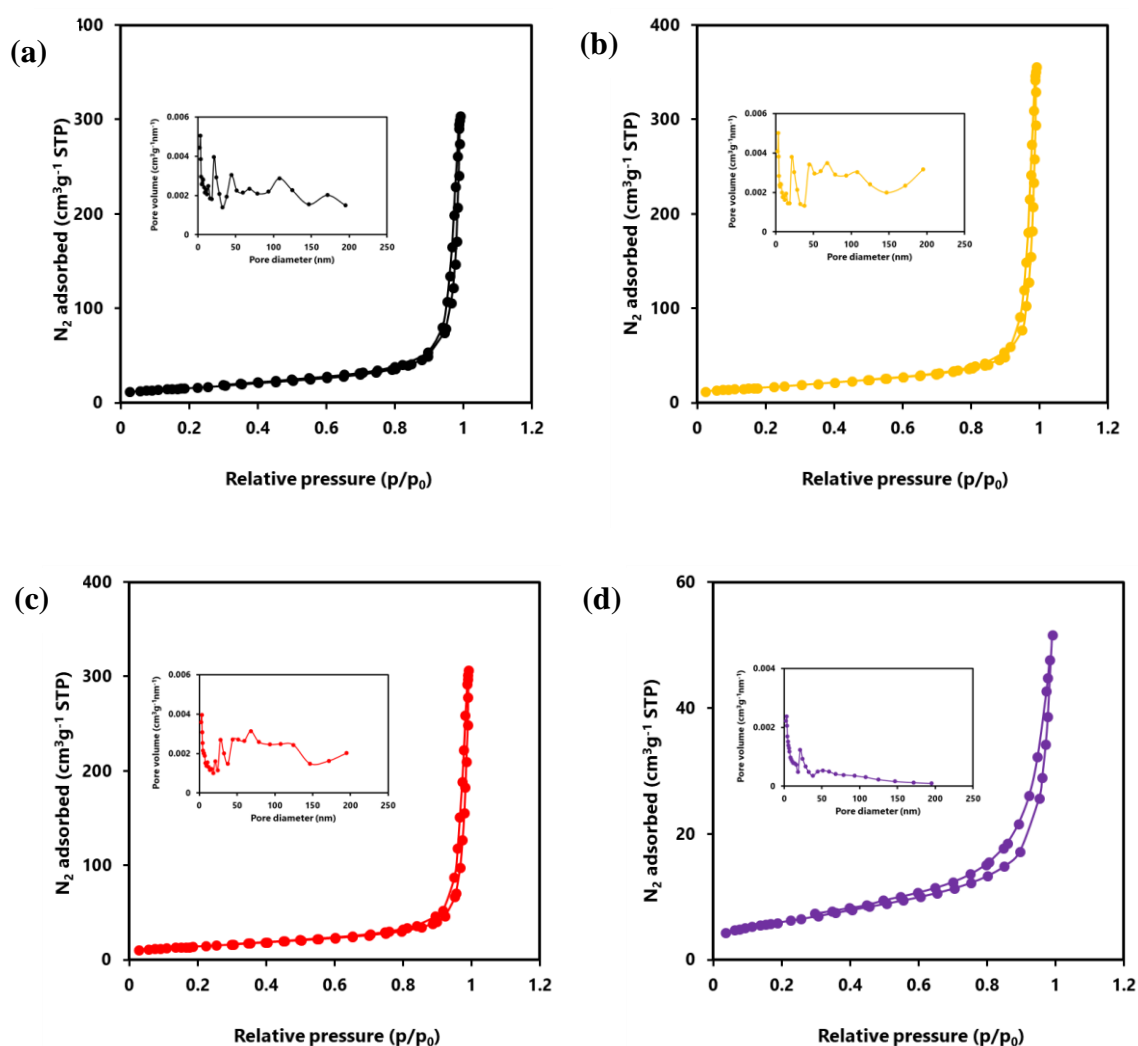 (a)
N₂ adsorbed (cm³g⁻¹ STP)
00
300
200
100
0
0 0.2 0.4 0.6 0.8 1 1.2
Relative pressure (p/p₀)
Pore volume (cm³g⁻¹nm⁻¹)
0.006
0.004
0.002
0
0 50 100 150 200 250
Pore diameter (nm)
(b)
N₂ adsorbed (cm³g⁻¹ STP)
400
300
200
100
0
0 0.2 0.4 0.6 0.8 1 1.2
Relative pressure (p/p₀)
Pore volume (cm³g⁻¹nm⁻¹)
0.006
0.004
0.002
0
0 50 100 150 200 250
Pore diameter (nm)
(c)
N₂ adsorbed (cm³g⁻¹ STP)
400
300
200
100
0
0 0.2 0.4 0.6 0.8 1 1.2
Relative pressure (p/p₀)
Pore volume (cm³g⁻¹nm⁻¹)
0.006
0.004
0.002
0
0 50 100 150 200 250
Pore diameter (nm)
(d)
N₂ adsorbed (cm³g⁻¹ STP)
60
40
20
0
0 0.2 0.4 0.6 0.8 1 1.2
Relative pressure (p/p₀)
Pore volume (cm³g⁻¹nm⁻¹)
0.004
0.002
0
0 50 100 150 200 250
Pore diameter (nm)